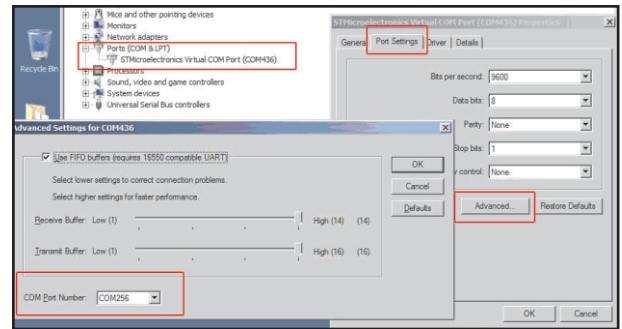 Mice and other pointing devices
Monitors
Network adapters
Ports (COM & LPT)
STMicroelectronics Virtual COM Port (COM436)
Processors
Sound, video and game controllers
System devices
Universal Serial Bus controllers
Recycle Bin
STMicroelectronics Virtual COM Port (COM436) Properties
General
Port Settings
Driver
Details
Bits per second: 9600
Data bits: 8
Parity: None
Stop bits: 1
control: None
Advanced...
Restore Defaults
OK
Cancel
Advanced Settings for COM436
Use FIFO buffers (requires 16550 compatible UART)
Select lower settings to correct connection problems.
Select higher settings for faster performance.
Receive Buffer: Low (1) High (14) (14)
Transmit Buffer: Low (1) High (16) (16)
COM Port Number: COM256
OK
Cancel
Defaults